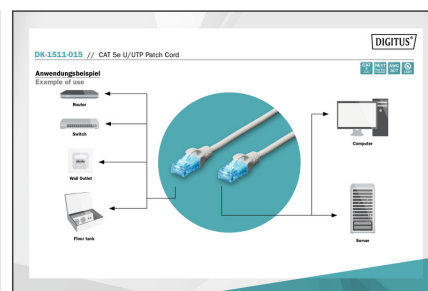 DIGITUS®
DK-1511-015 // CAT 5e U/UTP Patch Cord
Anwendungsbeispiel
Example of use
Router
Switch
Wall Outlet
Floor tank
Computer
Server